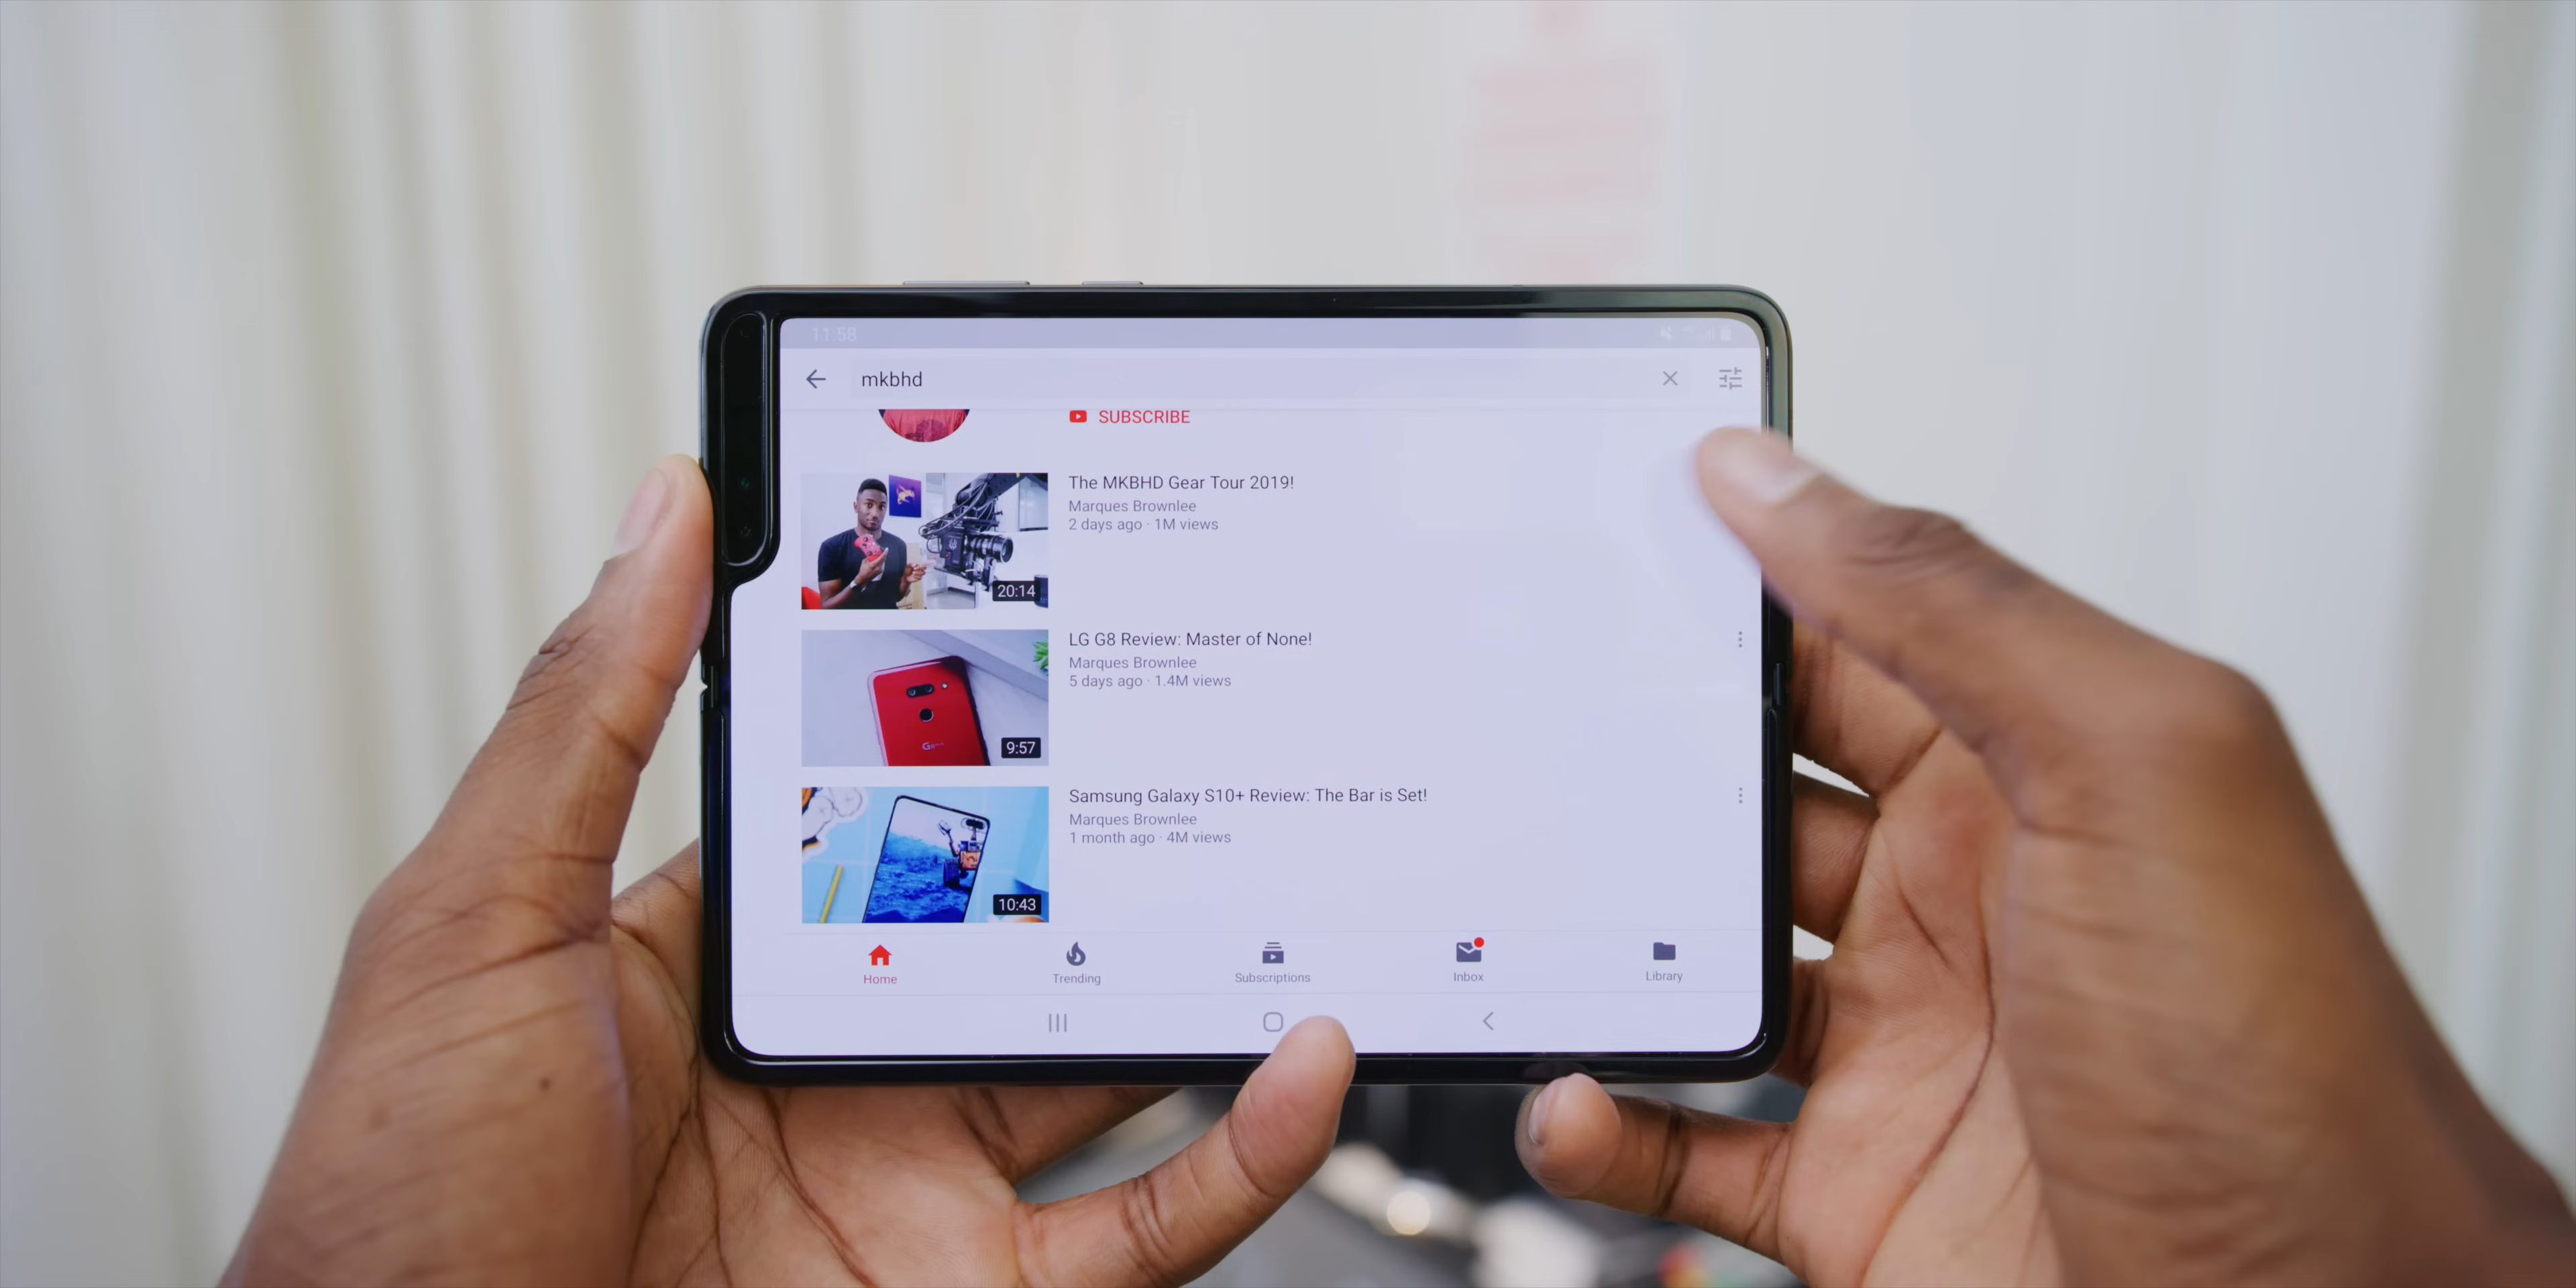 11:58
mkbhd
SUBSCRIBE
The MKBHD Gear Tour 2019!
Marques Brownlee
2 days ago · 1M views
20:14
LG G8 Review: Master of None!
Marques Brownlee
5 days ago · 1.4M views
9:57
Samsung Galaxy S10+ Review: The Bar is Set!
Marques Brownlee
1 month ago · 4M views
10:43
Home
Trending
Subscriptions
Inbox
Library